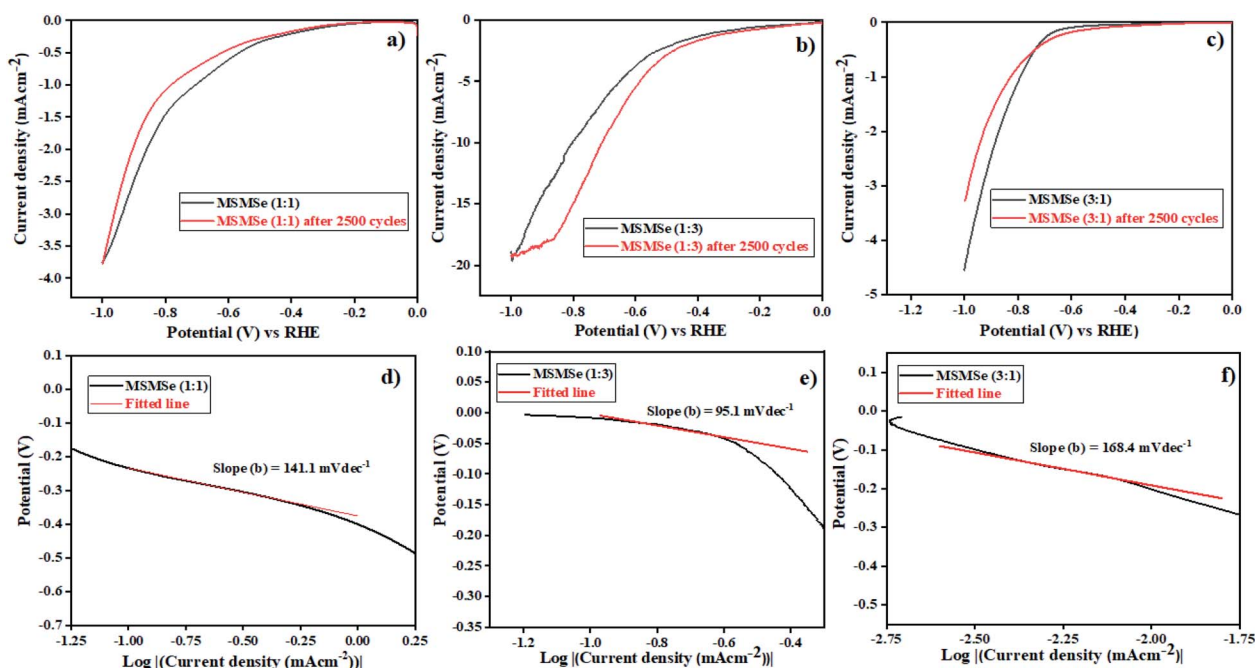 a)
0.0
-0.5
-1.0
-1.5
-2.0
-2.5
-3.0
-3.5
-4.0
Current density (mAcm⁻²)
MSMSe (1:1)
MSMSe (1:1) after 2500 cycles
-1.0 -0.8 -0.6 -0.4 -0.2 0.0
Potential (V) vs RHE
b)
0
-5
-10
-15
-20
Current density (mAcm⁻²)
MSMSe (1:3)
MSMSe (1:3) after 2500 cycles
-1.0 -0.8 -0.6 -0.4 -0.2 0.0
Potential (V) vs RHE
c)
0
-1
-2
-3
-4
-5
Current density (mAcm⁻²)
MSMSe (3:1)
MSMSe (3:1) after 2500 cycles
-1.2 -1.0 -0.8 -0.6 -0.4 -0.2 0.0
Potential (V) vs RHE)
d)
0.1
0.0
-0.1
-0.2
-0.3
-0.4
-0.5
-0.6
-0.7
Potential (V)
MSMSe (1:1)
Fitted line
Slope (b) = 141.1 mVdec⁻¹
-1.25 -1.00 -0.75 -0.50 -0.25 0.00 0.25
Log |(Current density (mAcm⁻²))|
e)
0.10
0.05
0.00
-0.05
-0.10
-0.15
-0.20
-0.25
-0.30
-0.35
Potential (V)
MSMSe (1:3)
Fitted line
Slope (b) = 95.1 mVdec⁻¹
-1.2 -1.0 -0.8 -0.6 -0.4
Log |(Current density (mAcm⁻²))|
f)
0.1
0.0
-0.1
-0.2
-0.3
-0.4
-0.5
Potential (V)
MSMSe (3:1)
Fitted line
Slope (b) = 168.4 mVdec⁻¹
-2.75 -2.50 -2.25 -2.00 -1.75
Log |(Current density (mAcm⁻²)|